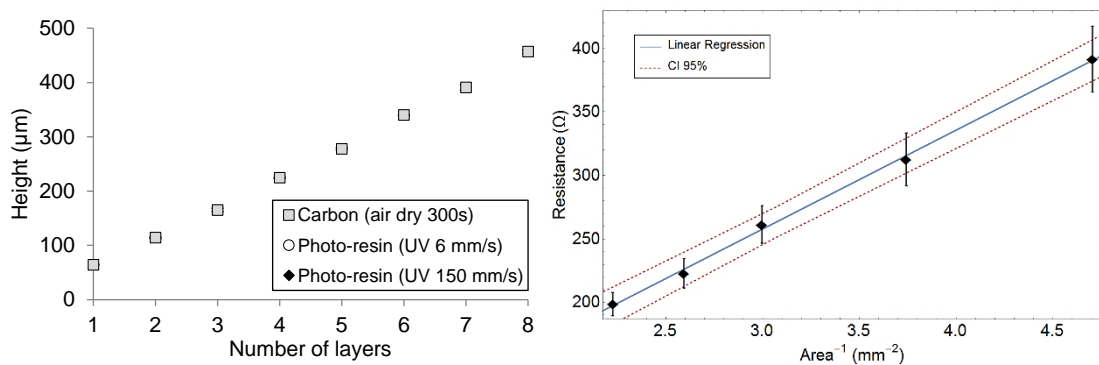 500
400
300
200
100
0
Height (µm)
1 2 3 4 5 6 7 8
Number of layers
Carbon (air dry 300s)
Photo-resin (UV 6 mm/s)
Photo-resin (UV 150 mm/s)
400
350
300
250
200
Resistance (Ω)
2.5 3.0 3.5 4.0 4.5
Area⁻¹ (mm⁻²)
Linear Regression
CI 95%